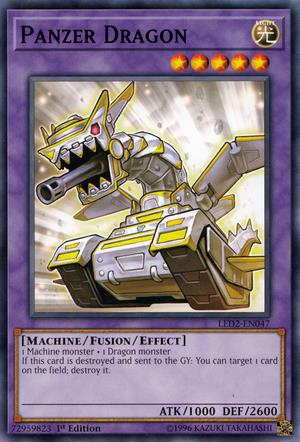 PANZER DRAGON
LIGHT
光
LED2-EN047
[MACHINE/FUSION/EFFECT]
1 Machine monster + 1 Dragon monster
If this card is destroyed and sent to the GY: You can target 1 card
on the field; destroy it.
ATK/1000 DEF/2600
72959823 1st Edition ©1996 KAZUKI TAKAHASHI